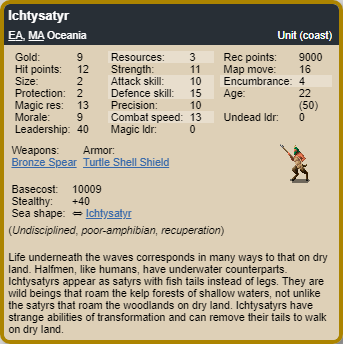 Ichtysatyr
EA, MA Oceania Unit (coast)
Gold: 9 Resources: 3 Rec points: 9000
Hit points: 12 Strength: 11 Map move: 16
Size: 2 Attack skill: 10 Encumbrance: 4
Protection: 2 Defence skill: 15 Age: 22
Magic res: 13 Precision: 10 (50)
Morale: 9 Combat speed: 13 Undead ldr: 0
Leadership: 40 Magic ldr: 0
Weapons: Armor:
Bronze Spear Turtle Shell Shield
Basecost: 10009
Stealthy: +40
Sea shape: ⇔ Ichtysatyr
(Undisciplined, poor-amphibian, recuperation)
Life underneath the waves corresponds in many ways to that on dry
land. Halfmen, like humans, have underwater counterparts.
Ichtysatyrs appear as satyrs with fish tails instead of legs. They are
wild beings that roam the kelp forests of shallow waters, not unlike
the satyrs that roam the woodlands on dry land. Ichtysatyrs have
strange abilities of transformation and can remove their tails to walk
on dry land.